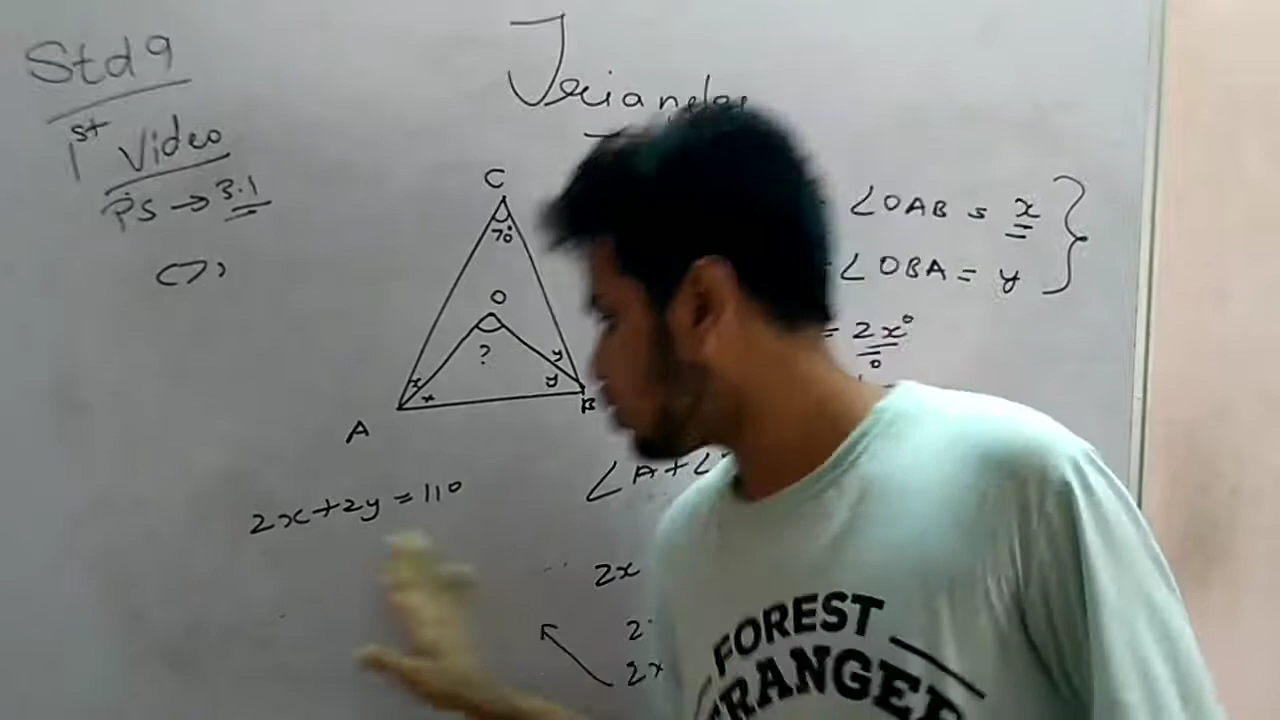 Std 9
1st Video
PS → 3.1
(7)
Triangles
C
70°
O
?
x
x
y
y
A
B
∠OAB = x
∠OBA = y
= 2x°
∠A+∠
2x+2y=110
2x
2
2x
FOREST
RANGER